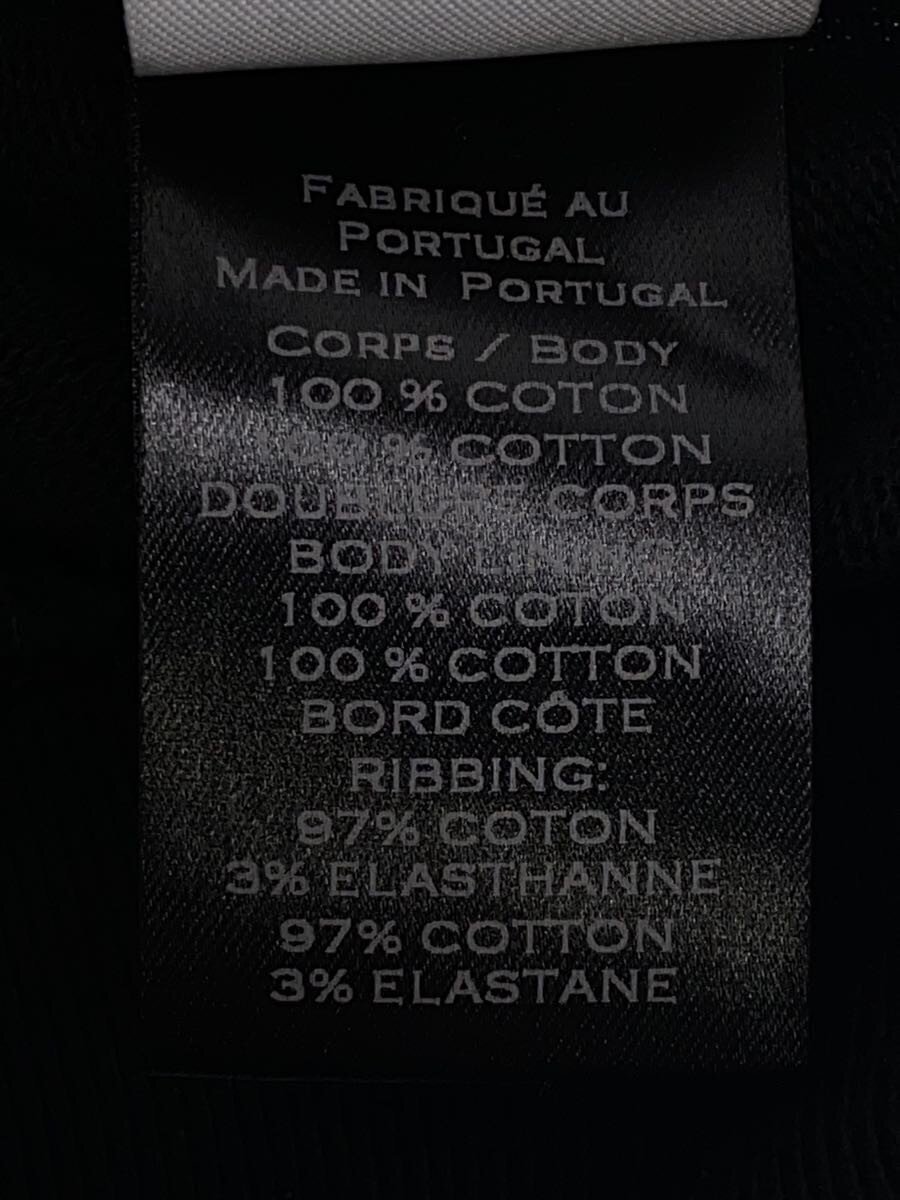 FABRIQUÉ AU
PORTUGAL
MADE IN PORTUGAL
CORPS / BODY
100 % COTON
100 % COTTON
DOUBLURE CORPS
BODY LINING
100 % COTON
100 % COTTON
BORD CÔTE
RIBBING:
97% COTON
3% ELASTHANNE
97% COTTON
3% ELASTANE